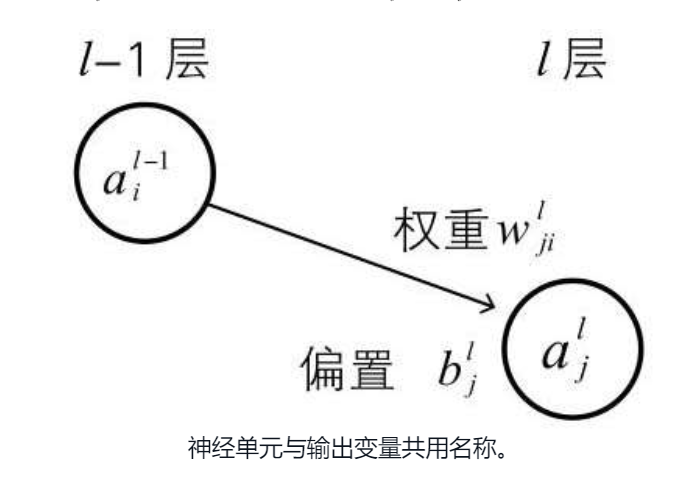 l−1 层 l 层
a_i^{l−1}
权重 w_{ji}^l
a_j^l
偏置 b_j^l
神经单元与输出变量共用名称。